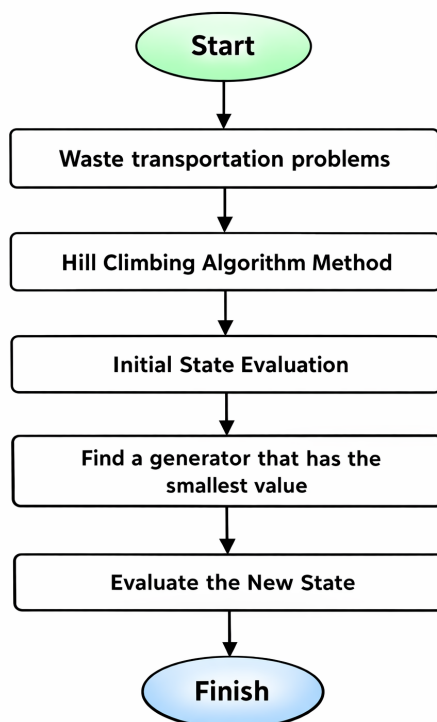 Start
Waste transportation problems
Hill Climbing Algorithm Method
Initial State Evaluation
Find a generator that has the
smallest value
Evaluate the New State
Finish